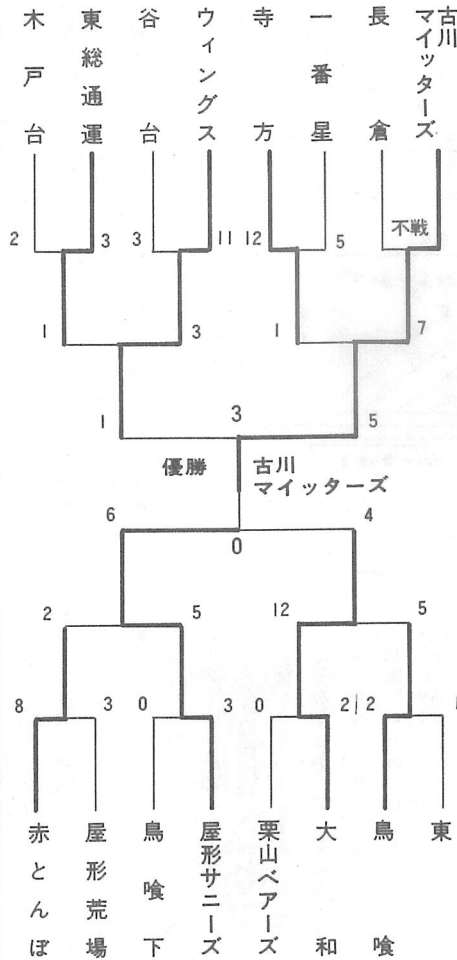 木戸台
東総通運
谷台
ウィングス
寺方
一番星
長倉
古川マイッターズ
2 3 3 11 12 5 不戦
1 3 1 7
1 3 5
優勝 古川マイッターズ
6 0 4
2 5 12 5
8 3 0 3 0 2 2
赤とんぼ
屋形荒場
鳥喰下
屋形サニーズ
栗山ベアーズ
大和
鳥喰
東